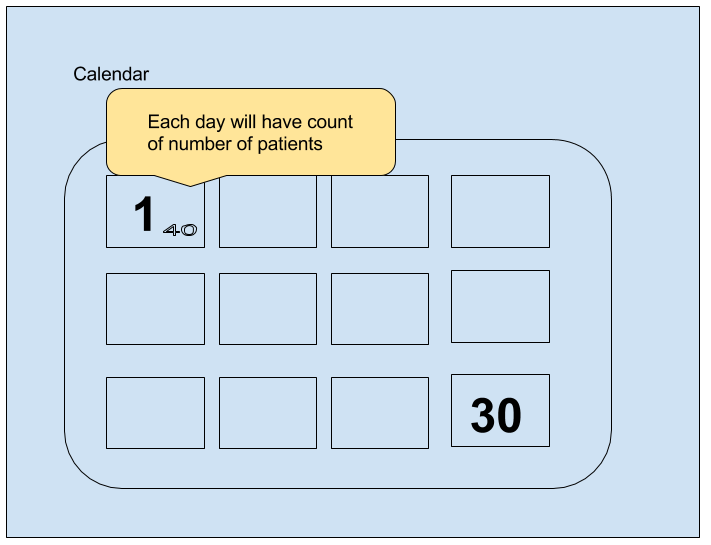 Calendar
Each day will have count
of number of patients
1 40
30